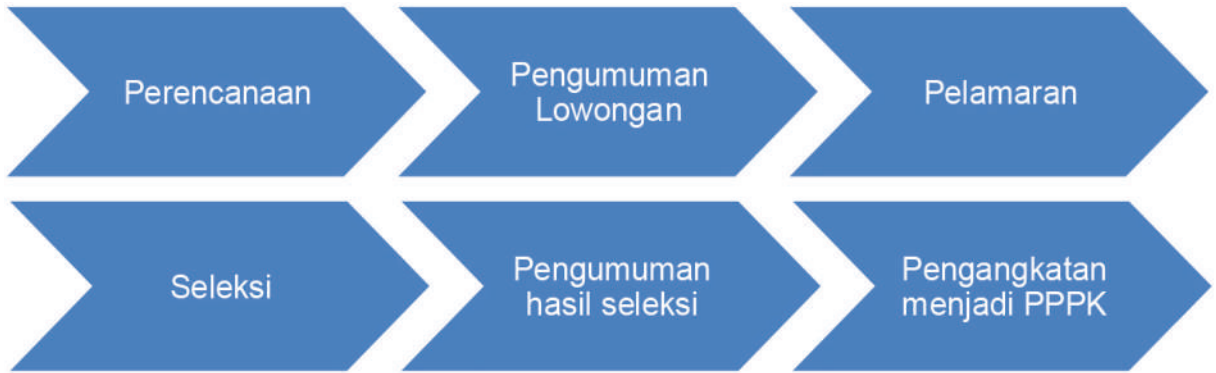 Perencanaan
Pengumuman
Lowongan
Pelamaran
Seleksi
Pengumuman
hasil seleksi
Pengangkatan
menjadi PPPK